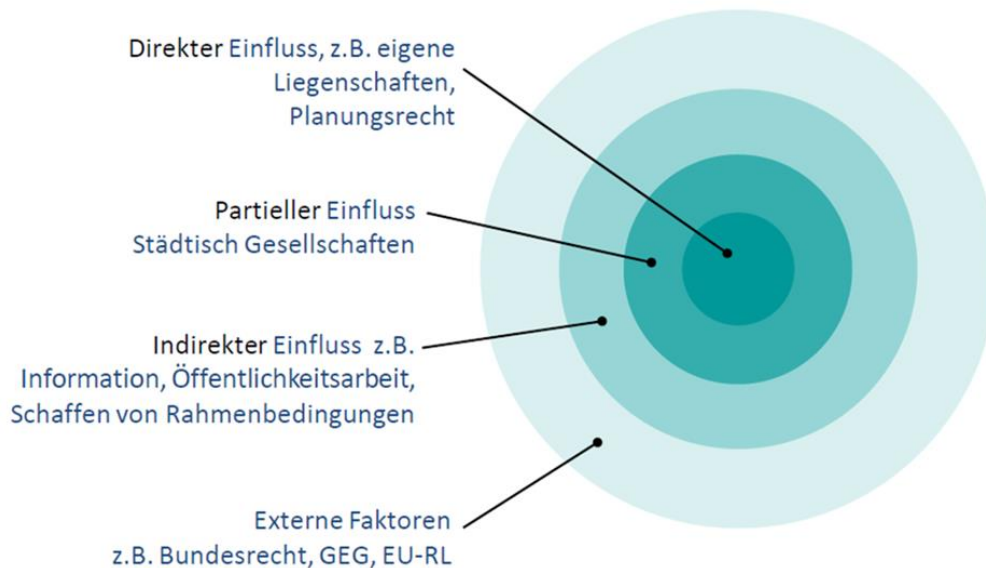 Direkter Einfluss, z.B. eigene
Liegenschaften,
Planungsrecht
Partieller Einfluss
Städtisch Gesellschaften
Indirekter Einfluss z.B.
Information, Öffentlichkeitsarbeit,
Schaffen von Rahmenbedingungen
Externe Faktoren
z.B. Bundesrecht, GEG, EU-RL